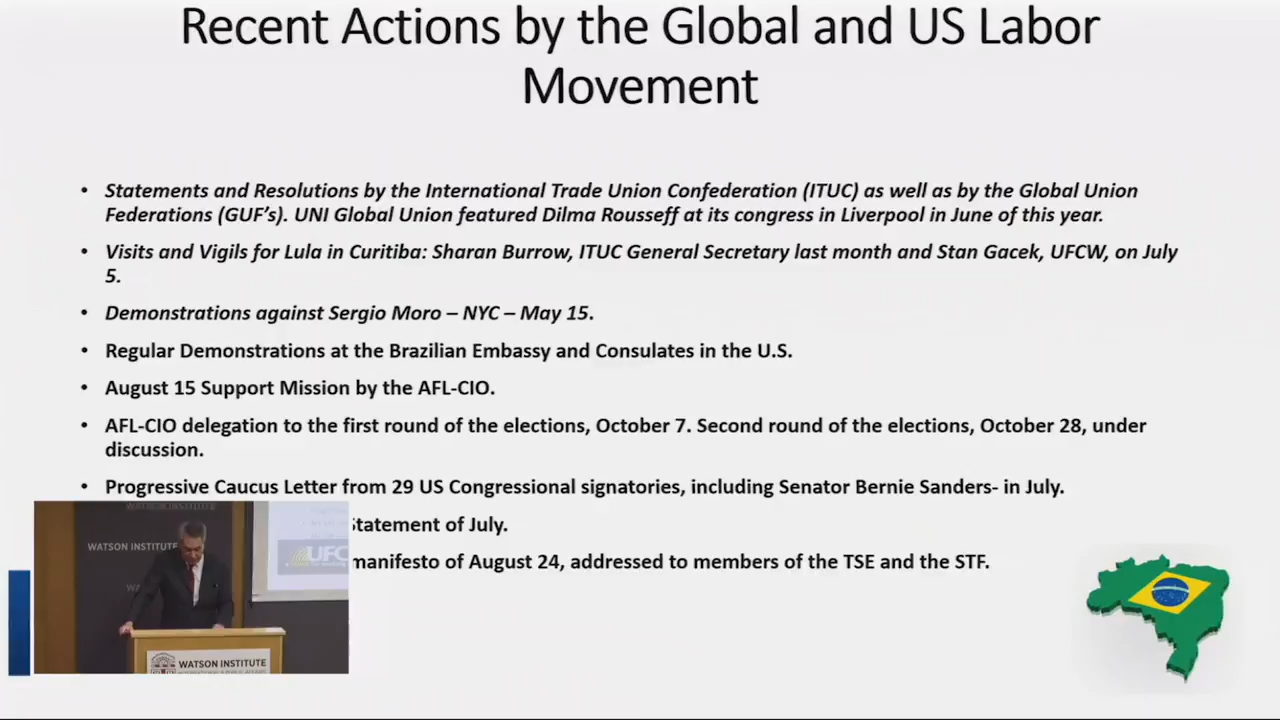 Recent Actions by the Global and US Labor
Movement
• Statements and Resolutions by the International Trade Union Confederation (ITUC) as well as by the Global Union
Federations (GUF's). UNI Global Union featured Dilma Rousseff at its congress in Liverpool in June of this year.
• Visits and Vigils for Lula in Curitiba: Sharan Burrow, ITUC General Secretary last month and Stan Gacek, UFCW, on July
5.
• Demonstrations against Sergio Moro – NYC – May 15.
• Regular Demonstrations at the Brazilian Embassy and Consulates in the U.S.
• August 15 Support Mission by the AFL-CIO.
• AFL-CIO delegation to the first round of the elections, October 7. Second round of the elections, October 28, under
discussion.
• Progressive Caucus Letter from 29 US Congressional signatories, including Senator Bernie Sanders- in July.
Statement of July.
manifesto of August 24, addressed to members of the TSE and the STF.
WATSON INSTITUTE
WATSON INSTITUTE
UFC
WATSON INSTITUTE